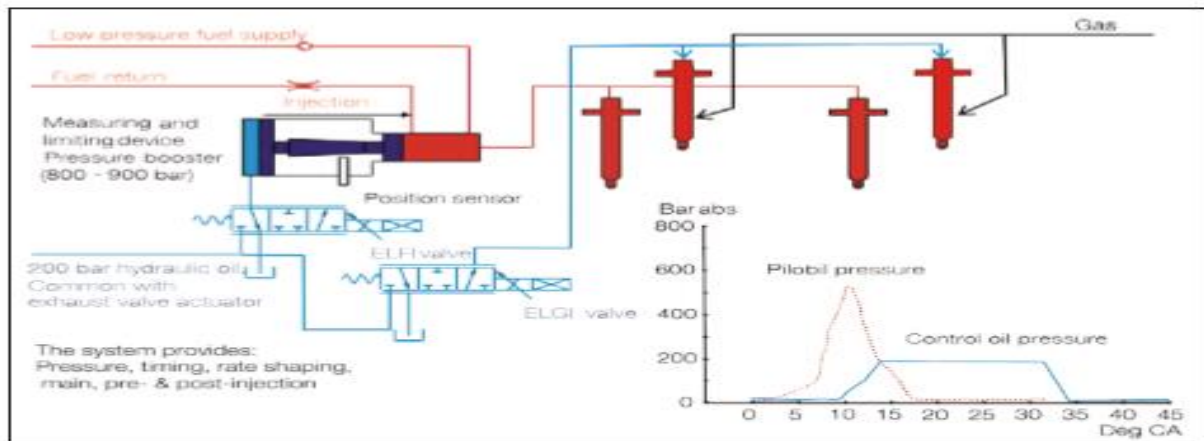 Low pressure fuel supply
Fuel return
Injection
Gas
Measuring and
limiting device
Pressure booster
(800 - 900 bar)
Position sensor
ELFI valve
200 bar hydraulic oil
Common with
exhaust valve actuator
ELGI valve
The system provides:
Pressure, timing, rate shaping,
main, pre- & post-injection
Bar abs
800
600
400
200
0
Pilobil pressure
Control oil pressure
0 5 10 15 20 25 30 35 40 45
Deg CA